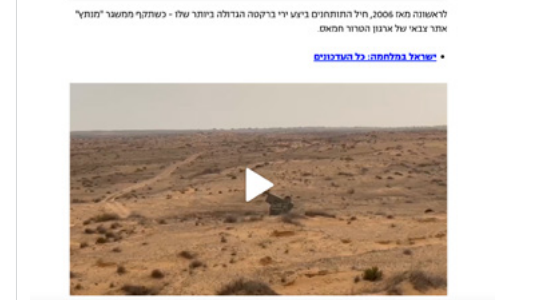 לראשונה מאז 2006, חיל התותחנים ביצע ירי ברקטה הגדולה ביותר שלו - כשתקף ממשגר "מנתץ"
אתר צבאי של ארגון הטרור חמאס.
• ישראל במלחמה: כל העדכונים